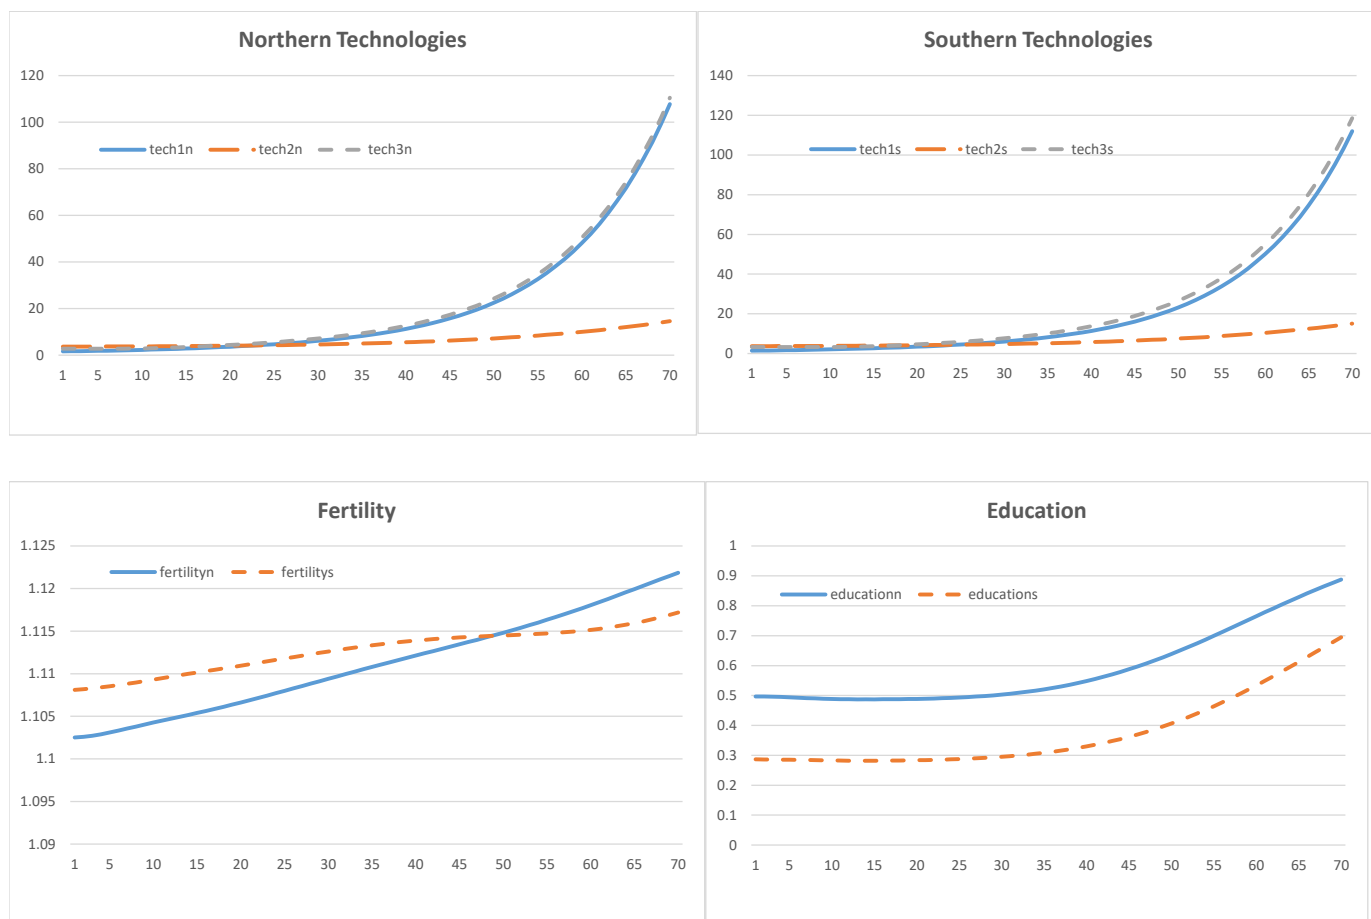 Northern Technologies
120
100
tech1n tech2n tech3n
80
60
40
20
0
1 5 10 15 20 25 30 35 40 45 50 55 60 65 70
Southern Technologies
140
120
tech1s tech2s tech3s
100
80
60
40
20
0
1 5 10 15 20 25 30 35 40 45 50 55 60 65 70
Fertility
1.125
fertilityn fertilitys
1.12
1.115
1.11
1.105
1.1
1.095
1.09
1 5 10 15 20 25 30 35 40 45 50 55 60 65 70
Education
1
0.9
educationn educations
0.8
0.7
0.6
0.5
0.4
0.3
0.2
0.1
0
1 5 10 15 20 25 30 35 40 45 50 55 60 65 70